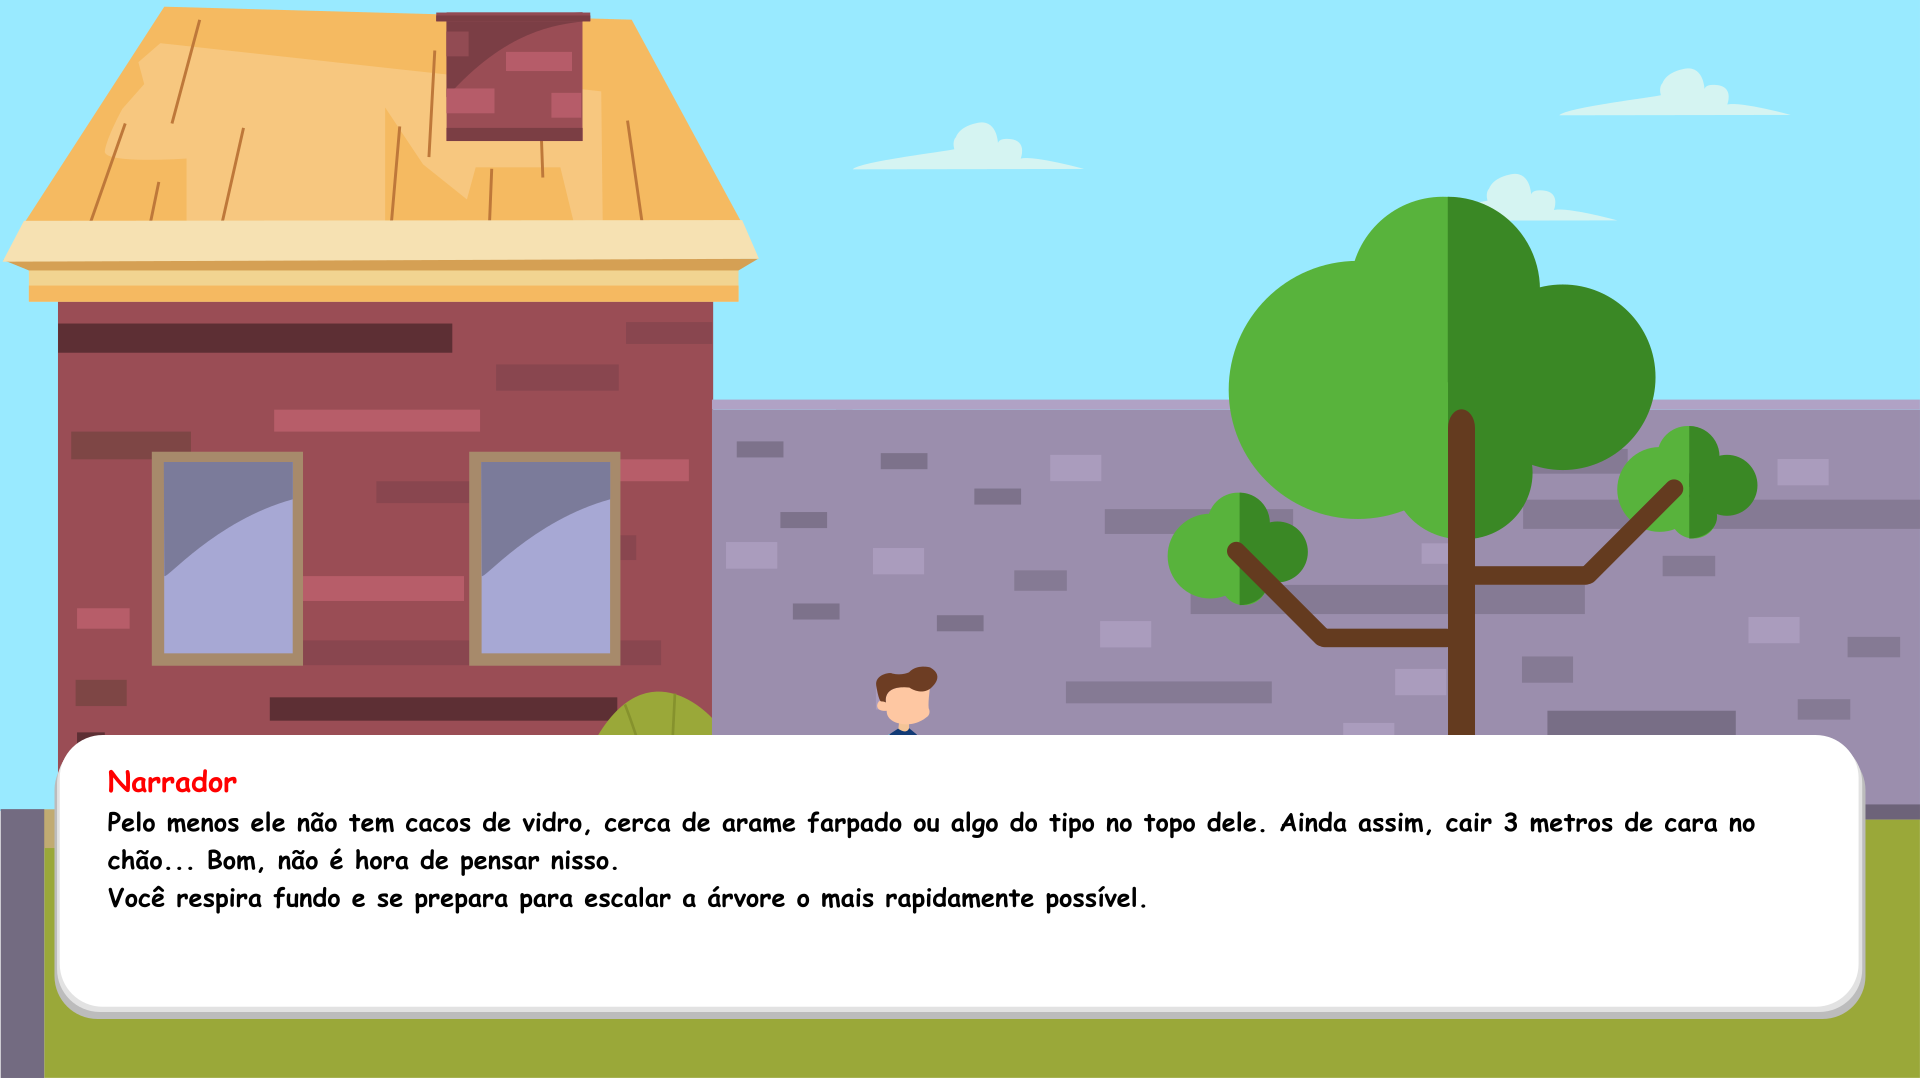 Narrador
Pelo menos ele não tem cacos de vidro, cerca de arame farpado ou algo do tipo no topo dele. Ainda assim, cair 3 metros de cara no
chão... Bom, não é hora de pensar nisso.
Você respira fundo e se prepara para escalar a árvore o mais rapidamente possível.